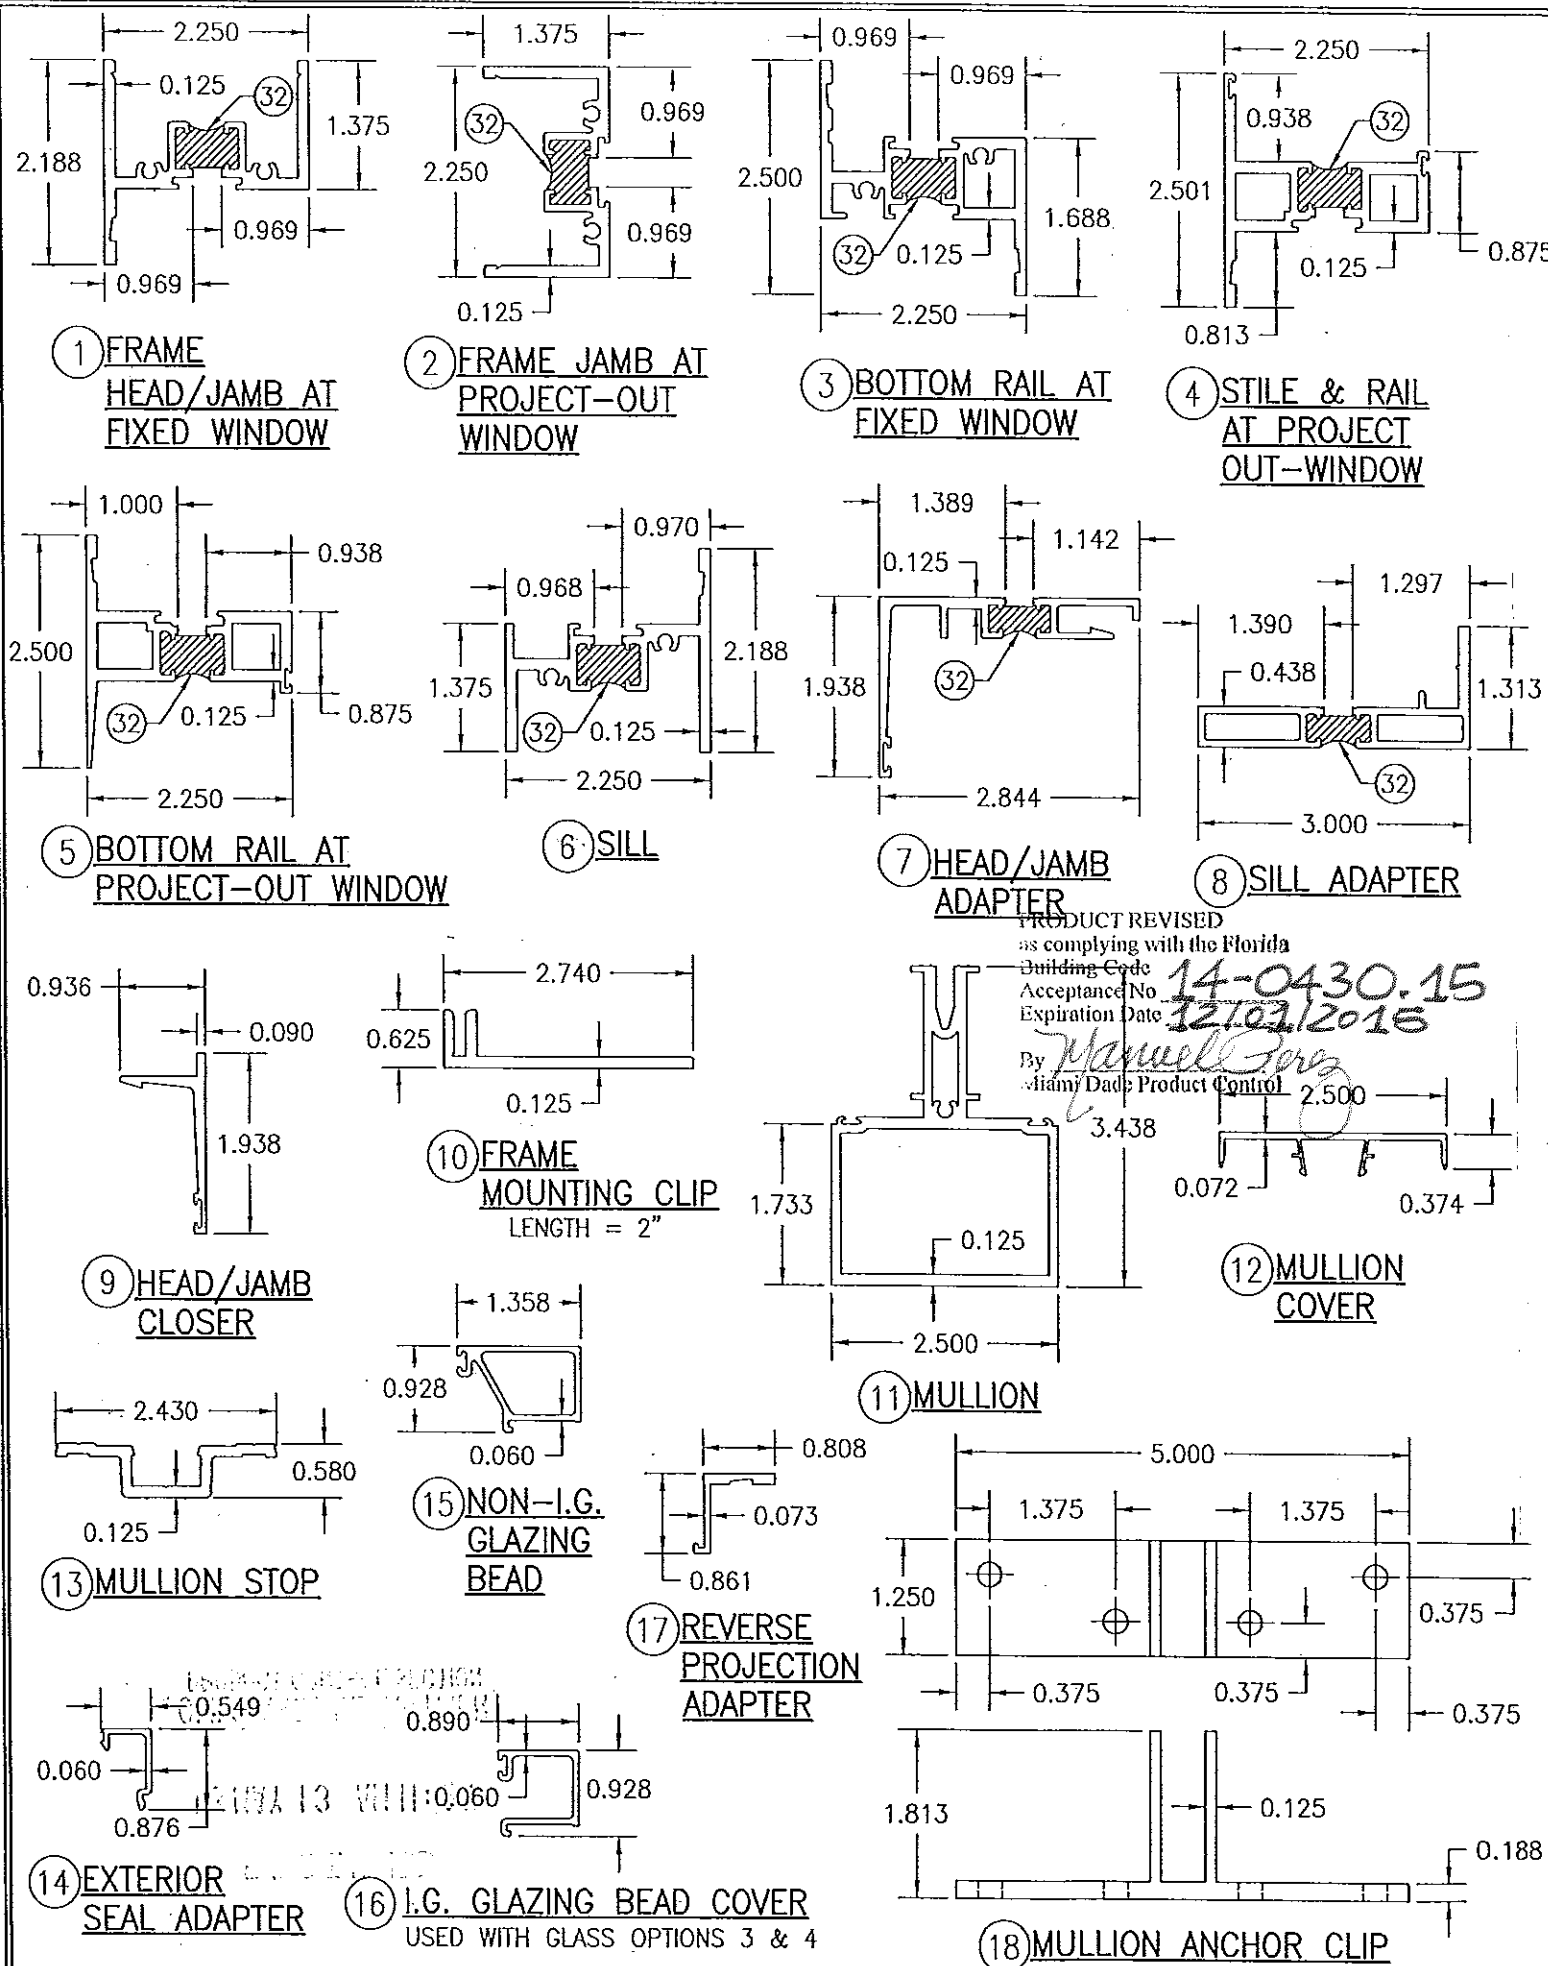 2.250
0.125
32
2.188
1.375
0.969
0.969
1 FRAME
HEAD/JAMB AT
FIXED WINDOW
1.375
32
0.969
2.250
0.969
0.125
2 FRAME JAMB AT
PROJECT-OUT
WINDOW
0.969
0.969
2.500
1.688
32
0.125
2.250
3 BOTTOM RAIL AT
FIXED WINDOW
2.250
0.938
32
2.501
0.125
0.875
0.813
4 STILE & RAIL
AT PROJECT
OUT-WINDOW
1.000
0.938
2.500
32
0.125
0.875
2.250
5 BOTTOM RAIL AT
PROJECT-OUT WINDOW
0.970
0.968
2.188
1.375
32
0.125
2.250
6 SILL
1.389
1.142
0.125
1.938
32
2.844
7 HEAD/JAMB
ADAPTER
1.297
1.390
0.438
1.313
32
3.000
8 SILL ADAPTER
PRODUCT REVISED
as complying with the Florida
Building Code
Acceptance No 14-0430.15
Expiration Date
By Manuel Perez
Miami Dade Product Control
0.936
0.090
1.938
9 HEAD/JAMB
CLOSER
2.740
0.625
0.125
10 FRAME
MOUNTING CLIP
LENGTH = 2"
3.438
1.733
0.125
2.500
11 MULLION
2.500
0.072
0.374
12 MULLION
COVER
2.430
0.580
0.125
13 MULLION STOP
1.358
0.928
0.060
15 NON-I.G.
GLAZING
BEAD
0.808
0.073
0.861
17 REVERSE
PROJECTION
ADAPTER
5.000
1.375
1.375
1.250
0.375
0.375
0.375
0.375
1.813
0.125
0.188
18 MULLION ANCHOR CLIP
0.549
0.060
0.876
14 EXTERIOR
SEAL ADAPTER
0.890
0.060
0.928
16 I.G. GLAZING BEAD COVER
USED WITH GLASS OPTIONS 3 & 4